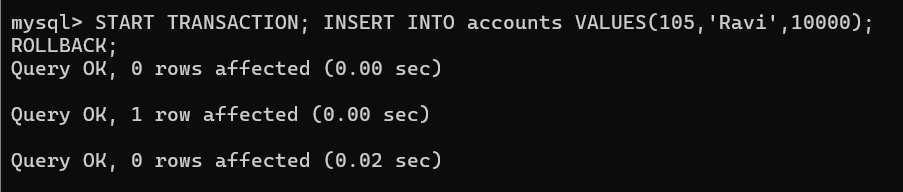 mysql> START TRANSACTION; INSERT INTO accounts VALUES(105,'Ravi',10000);
ROLLBACK;
Query OK, 0 rows affected (0.00 sec)
Query OK, 1 row affected (0.00 sec)
Query OK, 0 rows affected (0.02 sec)